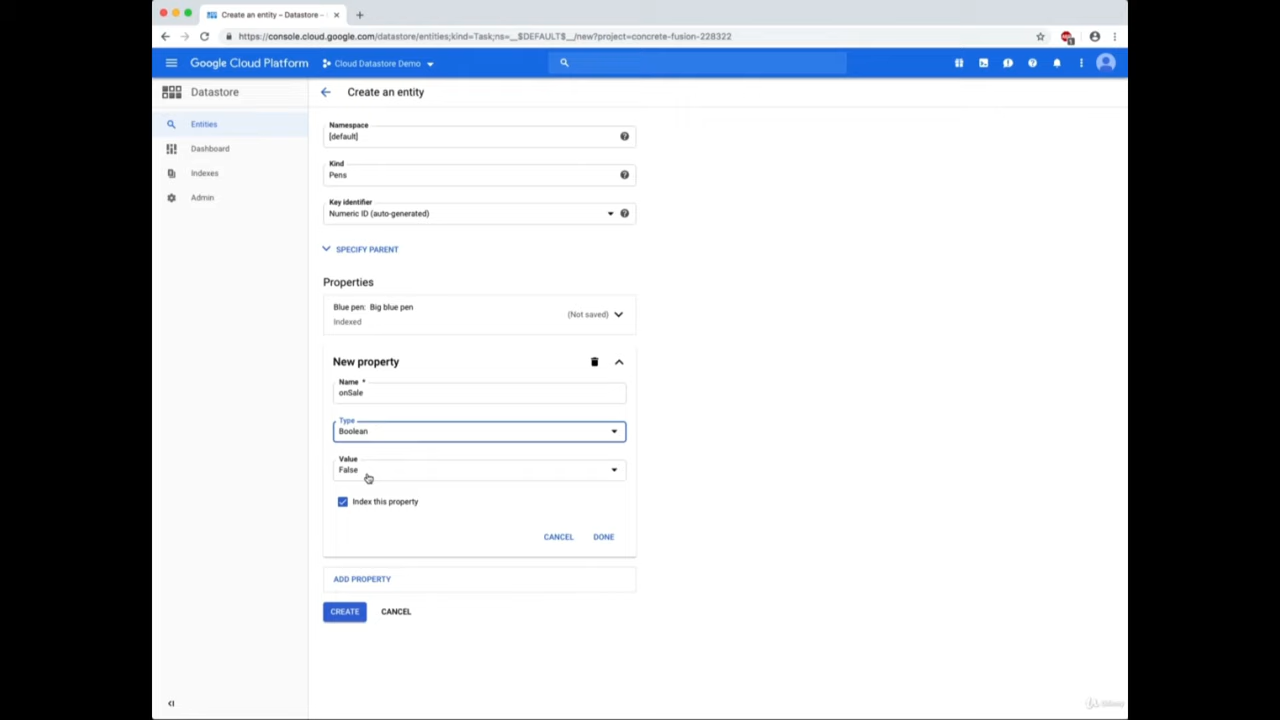 Create an entity – Datastore –
https://console.cloud.google.com/datastore/entities;kind=Task;ns=__$DEFAULT$__/new?project=concrete-fusion-228322
Google Cloud Platform
Cloud Datastore Demo
Datastore
Create an entity
Entities
Dashboard
Indexes
Admin
Namespace
[default]
Kind
Pens
Key identifier
Numeric ID (auto-generated)
SPECIFY PARENT
Properties
Blue pen: Big blue pen
(Not saved)
Indexed
New property
Name *
onSale
Type
Boolean
Value
False
Index this property
CANCEL DONE
ADD PROPERTY
CREATE CANCEL